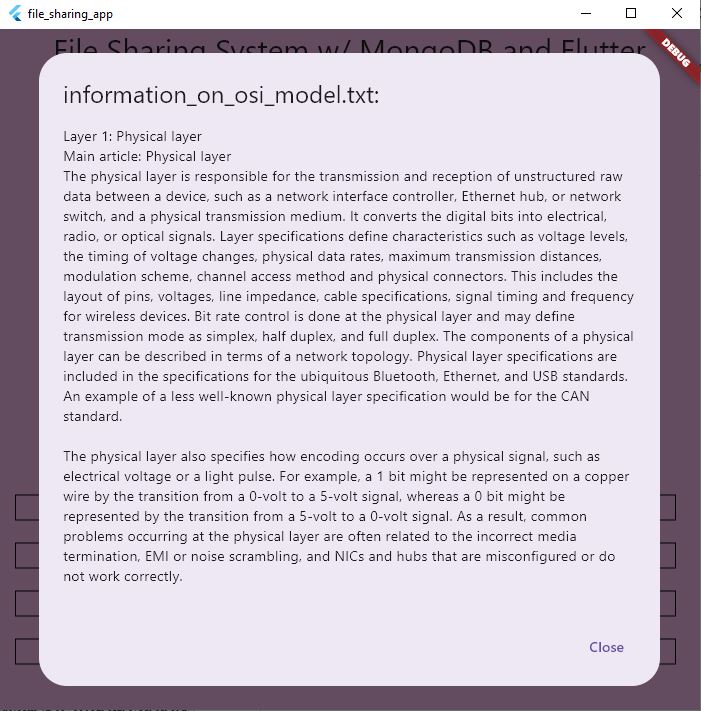 file_sharing_app
File Sharing System w/ MongoDB and Flutter
DEBUG
information_on_osi_model.txt:
Layer 1: Physical layer
Main article: Physical layer
The physical layer is responsible for the transmission and reception of unstructured raw
data between a device, such as a network interface controller, Ethernet hub, or network
switch, and a physical transmission medium. It converts the digital bits into electrical,
radio, or optical signals. Layer specifications define characteristics such as voltage levels,
the timing of voltage changes, physical data rates, maximum transmission distances,
modulation scheme, channel access method and physical connectors. This includes the
layout of pins, voltages, line impedance, cable specifications, signal timing and frequency
for wireless devices. Bit rate control is done at the physical layer and may define
transmission mode as simplex, half duplex, and full duplex. The components of a physical
layer can be described in terms of a network topology. Physical layer specifications are
included in the specifications for the ubiquitous Bluetooth, Ethernet, and USB standards.
An example of a less well-known physical layer specification would be for the CAN
standard.
The physical layer also specifies how encoding occurs over a physical signal, such as
electrical voltage or a light pulse. For example, a 1 bit might be represented on a copper
wire by the transition from a 0-volt to a 5-volt signal, whereas a 0 bit might be
represented by the transition from a 5-volt to a 0-volt signal. As a result, common
problems occurring at the physical layer are often related to the incorrect media
termination, EMI or noise scrambling, and NICs and hubs that are misconfigured or do
not work correctly.
Close